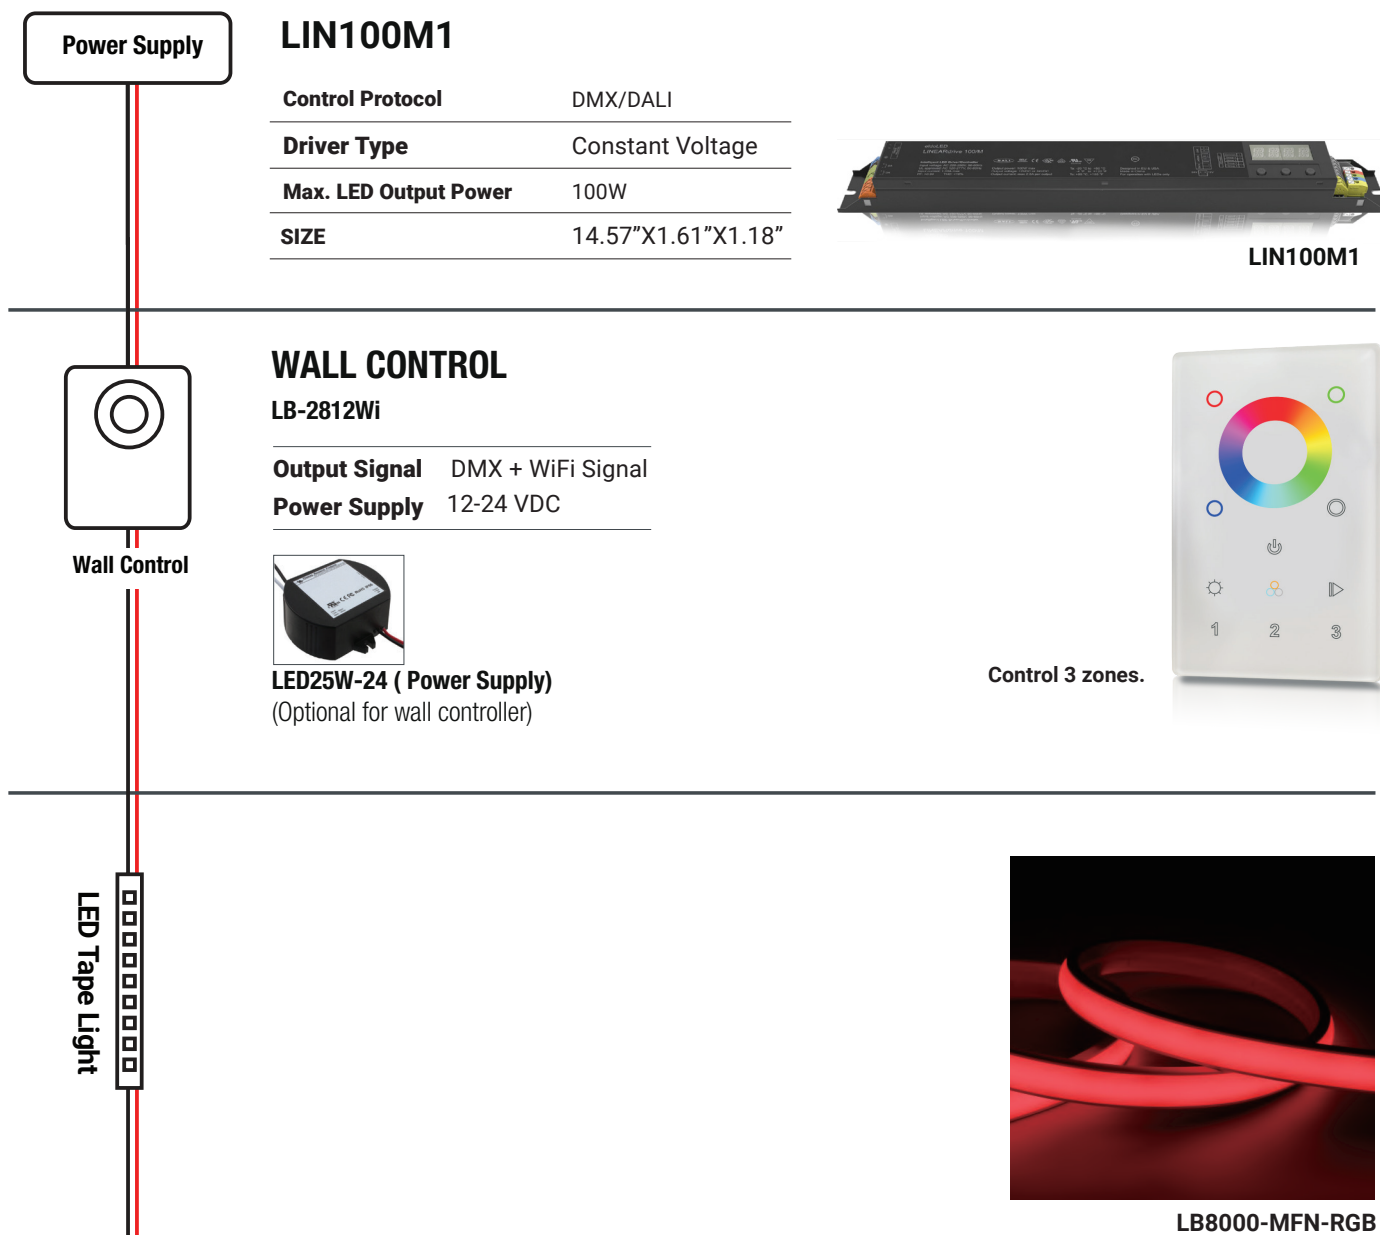 Power Supply
LIN100M1
Control Protocol DMX/DALI
Driver Type Constant Voltage
Max. LED Output Power 100W
SIZE 14.57”X1.61”X1.18”
LIN100M1
WALL CONTROL
LB-2812Wi
Output Signal DMX + WiFi Signal
Power Supply 12-24 VDC
Wall Control
LED25W-24 ( Power Supply)
(Optional for wall controller)
1 2 3
Control 3 zones.
LED Tape Light
LB8000-MFN-RGB